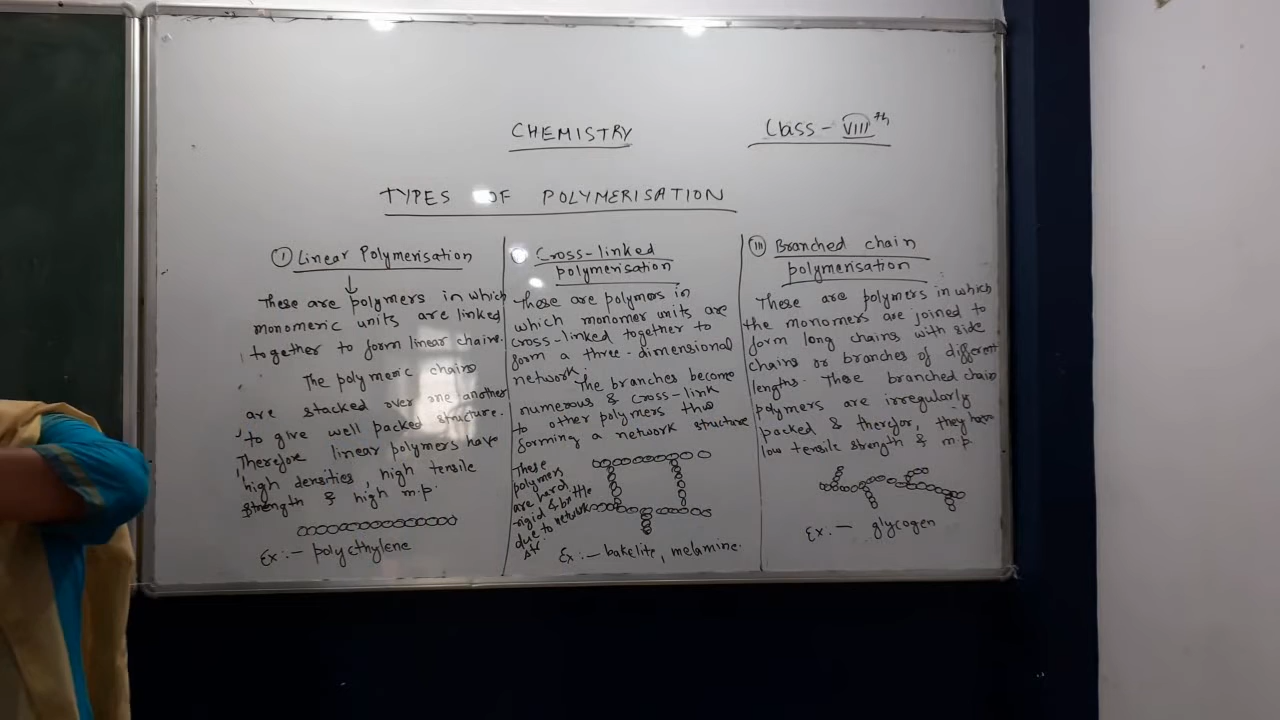 CHEMISTRY
Class - VIIIth
TYPES OF POLYMERISATION
I Linear Polymerisation
These are polymers in which
monomeric units are linked
together to form linear chains.
The polymeric chains
are stacked over one another
to give well packed structure.
Therefore linear polymers have
high densities, high tensile
strength & high m.p.
Ex:- polyethylene
Cross-linked
polymerisation
These are polymers in
which monomer units are
cross-linked together to
form a three-dimensional
network.
The branches become
numerous & cross-link
to other polymers thus
forming a network structure
These
polymers
are hard,
rigid & brittle
due to network
str
Ex:- bakelite, melamine.
III Branched chain
polymerisation
These are polymers in which
the monomers are joined to
form long chains with side
chains or branches of different
lengths. These branched chain
polymers are irregularly
packed & therefor, they have
low tensile strength & m.p.
Ex.- glycogen